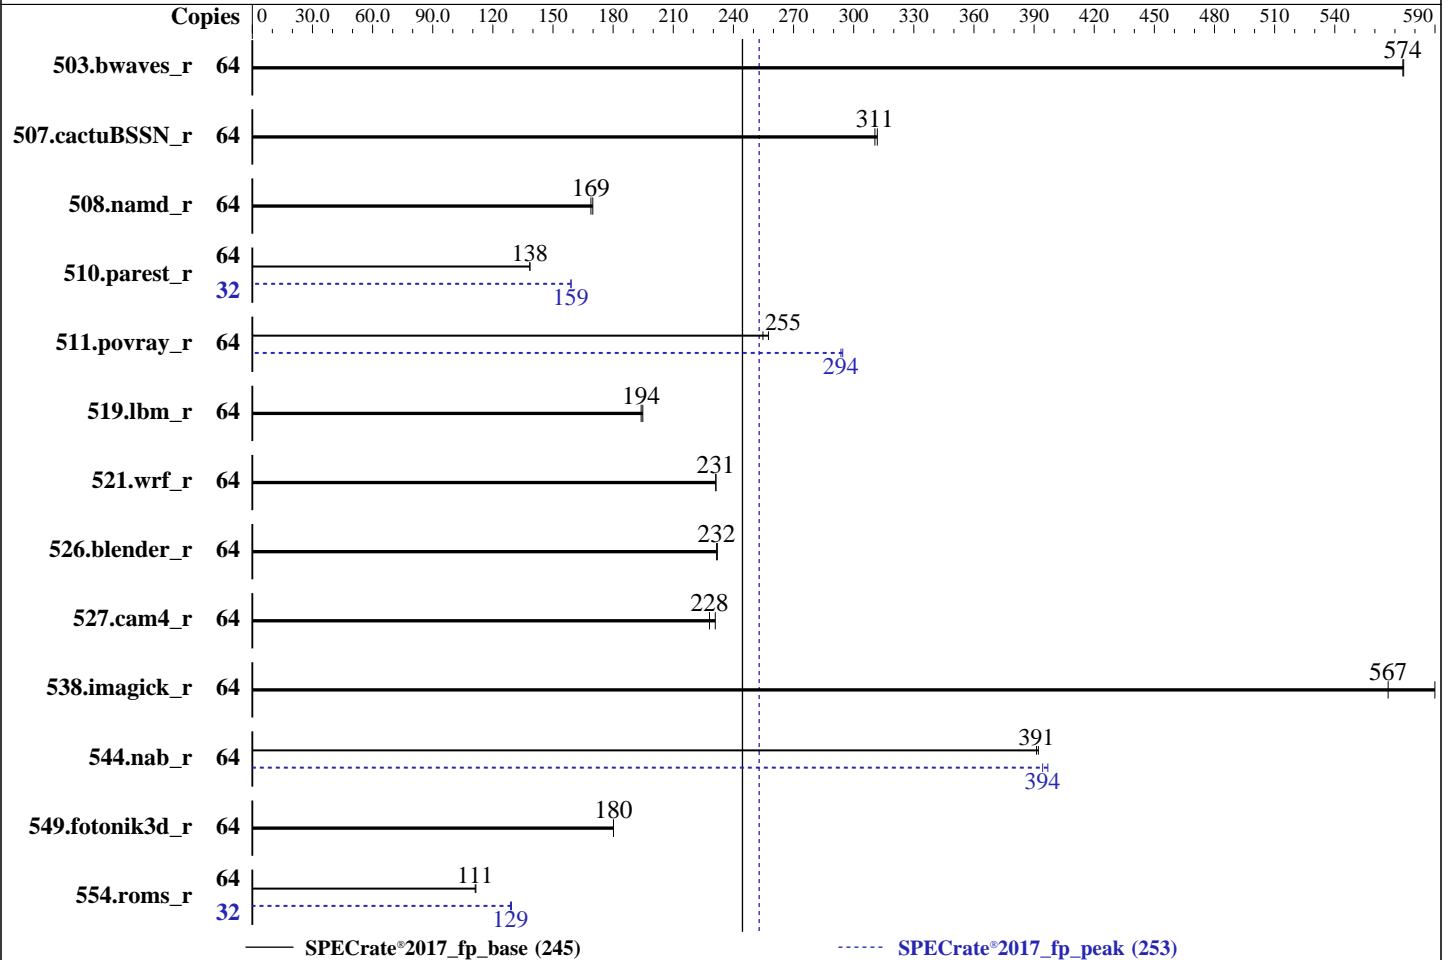 Copies 0 30.0 60.0 90.0 120 150 180 210 240 270 300 330 360 390 420 450 480 510 540 590
503.bwaves_r 64 574
507.cactuBSSN_r 64 311
508.namd_r 64 169
510.parest_r 64 138
32 159
511.povray_r 64 255
294
519.lbm_r 64 194
521.wrf_r 64 231
526.blender_r 64 232
527.cam4_r 64 228
538.imagick_r 64 567
544.nab_r 64 391
394
549.fotonik3d_r 64 180
554.roms_r 64 111
32 129
SPECrate®2017_fp_base (245) SPECrate®2017_fp_peak (253)